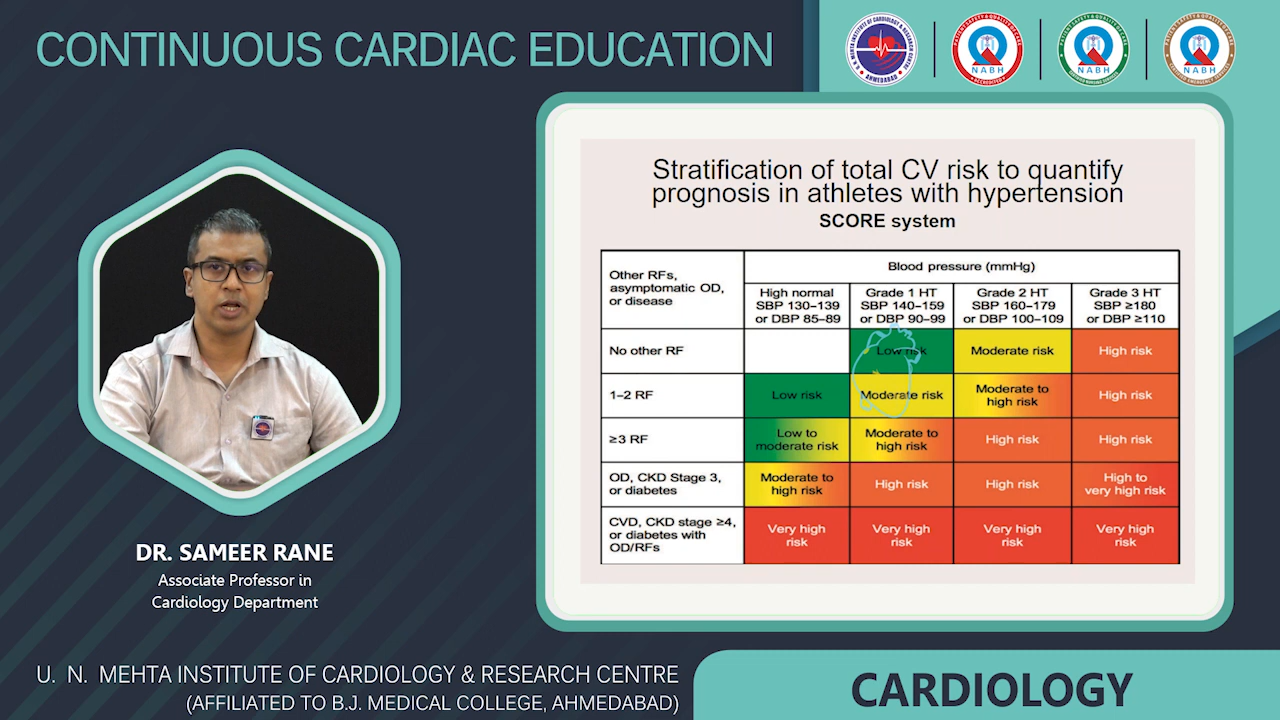 CONTINUOUS CARDIAC EDUCATION
NABH
NABH
NABH
AHMEDABAD
Stratification of total CV risk to quantify
prognosis in athletes with hypertension
SCORE system
Other RFs,
asymptomatic OD,
or disease
Blood pressure (mmHg)
High normal
SBP 130–139
or DBP 85–89
Grade 1 HT
SBP 140–159
or DBP 90–99
Grade 2 HT
SBP 160–179
or DBP 100–109
Grade 3 HT
SBP ≥180
or DBP ≥110
No other RF
Low risk
Moderate risk
High risk
1–2 RF
Low risk
Moderate risk
Moderate to
high risk
High risk
≥3 RF
Low to
moderate risk
Moderate to
high risk
High risk
High risk
OD, CKD Stage 3,
or diabetes
Moderate to
high risk
High risk
High risk
High to
very high risk
CVD, CKD stage ≥4,
or diabetes with
OD/RFs
Very high
risk
Very high
risk
Very high
risk
Very high
risk
DR. SAMEER RANE
Associate Professor in
Cardiology Department
U. N. MEHTA INSTITUTE OF CARDIOLOGY & RESEARCH CENTRE
(AFFILIATED TO B.J. MEDICAL COLLEGE, AHMEDABAD)
CARDIOLOGY